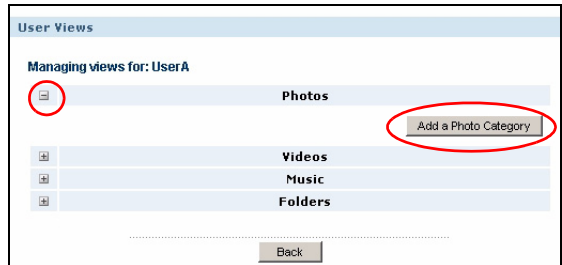 User Views
Managing views for: UserA
Photos
Add a Photo Category
Videos
Music
Folders
Back